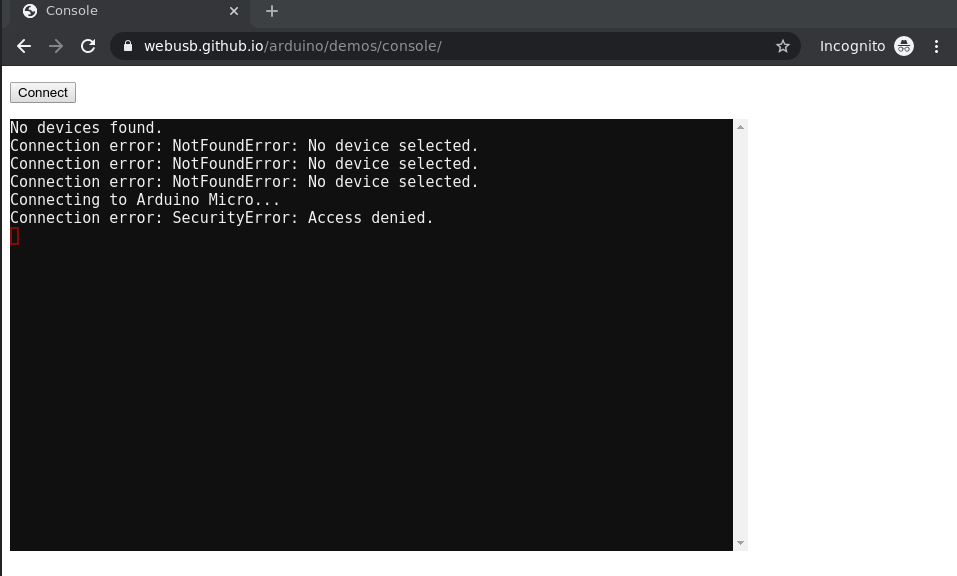 Console
webusb.github.io/arduino/demos/console/
Incognito
Connect
No devices found.
Connection error: NotFoundError: No device selected.
Connection error: NotFoundError: No device selected.
Connection error: NotFoundError: No device selected.
Connecting to Arduino Micro...
Connection error: SecurityError: Access denied.